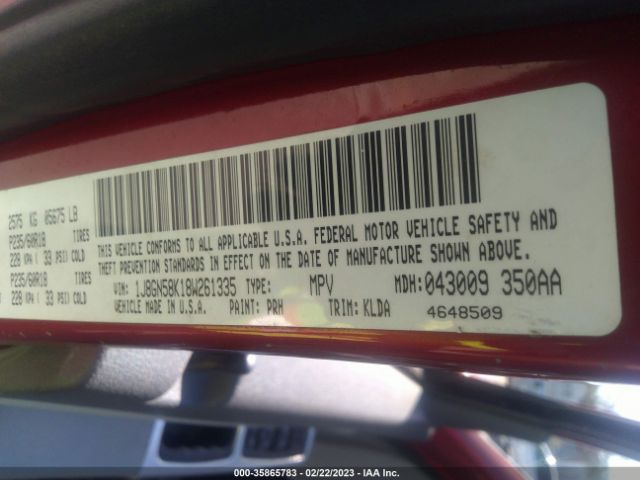 2575 KG 05675 LB
P235/60R18 TIRES
228 KPA ( 33 PSI) COLD
P235/60R18 TIRES
228 KPA ( 33 PSI) COLD
THIS VEHICLE CONFORMS TO ALL APPLICABLE U.S.A. FEDERAL MOTOR VEHICLE SAFETY AND
THEFT PREVENTION STANDARDS IN EFFECT ON THE DATE OF MANUFACTURE SHOWN ABOVE.
VIN: 1J8GN58K18W261335 TYPE: MPV MDH: 043009 350AA
VEHICLE MADE IN U.S.A. PAINT: PRH TRIM: KLDA 4648509
000-35865783 - 02/22/2023 - IAA Inc.